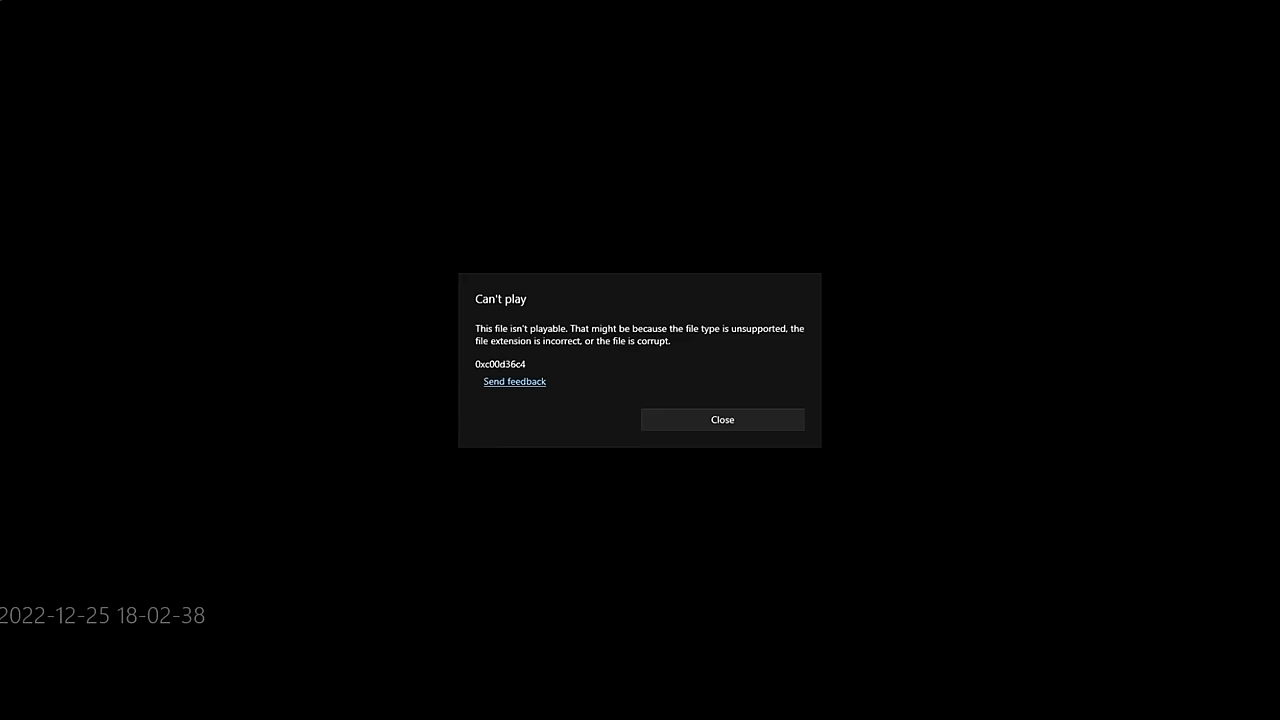 Can't play
This file isn't playable. That might be because the file type is unsupported, the
file extension is incorrect, or the file is corrupt.
0xc00d36c4
Send feedback
Close
2022-12-25 18-02-38